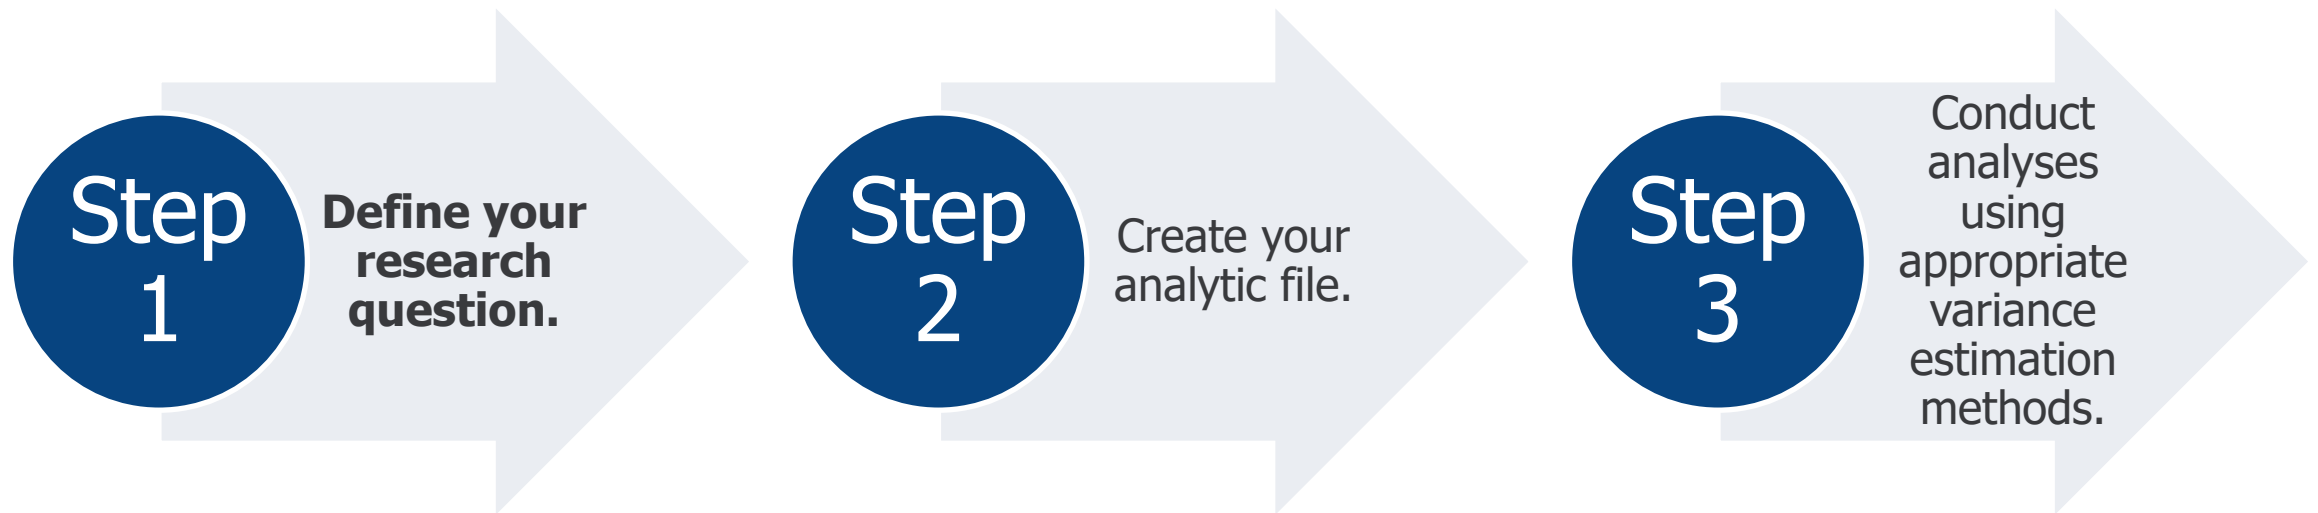 Step
1
Define your
research
question.
Step
2
Create your
analytic file.
Step
3
Conduct
analyses
using
appropriate
variance
estimation
methods.